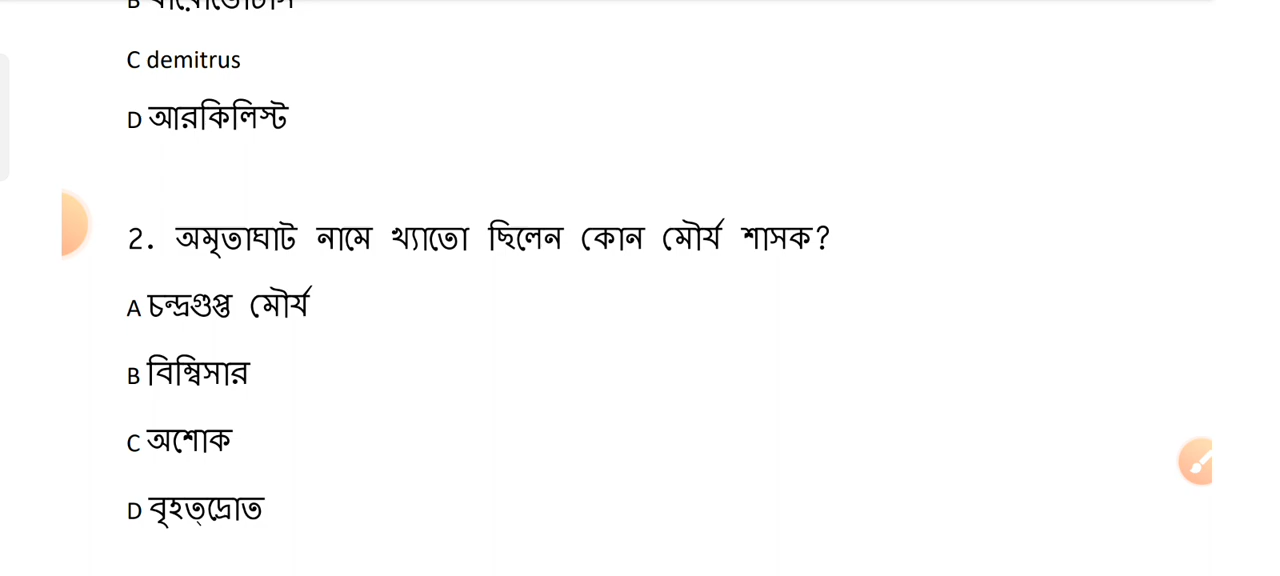 C demitrus
D আরকিলিস্ট
2. অমৃতাঘাট নামে খ্যাতো ছিলেন কোন মৌর্য শাসক?
A চন্দ্রগুপ্ত মৌর্য
B বিম্বিসার
C অশোক
D বৃহত্দ্রোত